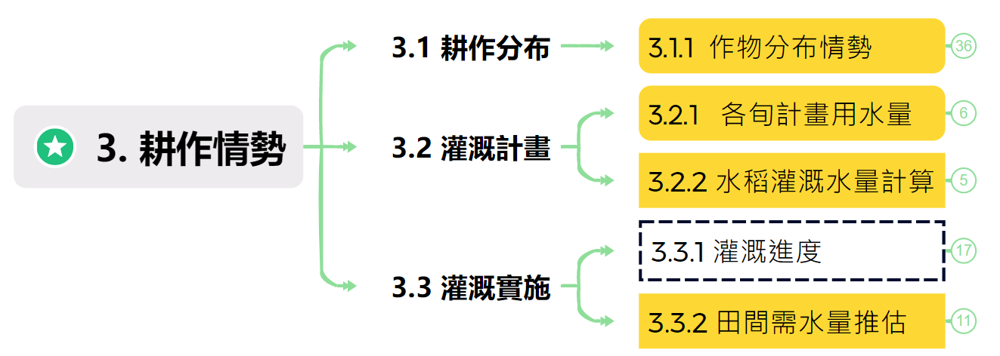 3. 耕作情勢
3.1 耕作分布
3.1.1 作物分布情勢
36
3.2 灌溉計畫
3.2.1 各旬計畫用水量
6
3.2.2 水稻灌溉水量計算
5
3.3 灌溉實施
3.3.1 灌溉進度
17
3.3.2 田間需水量推估
11